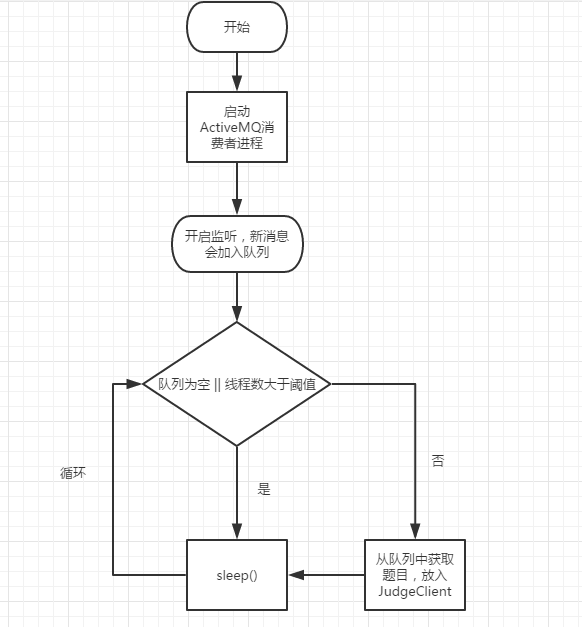 开始
启动
ActiveMQ消
费者进程
开启监听，新消息
会加入队列
队列为空 || 线程数大于阈值
循环
是
否
sleep()
从队列中获取
题目，放入
JudgeClient